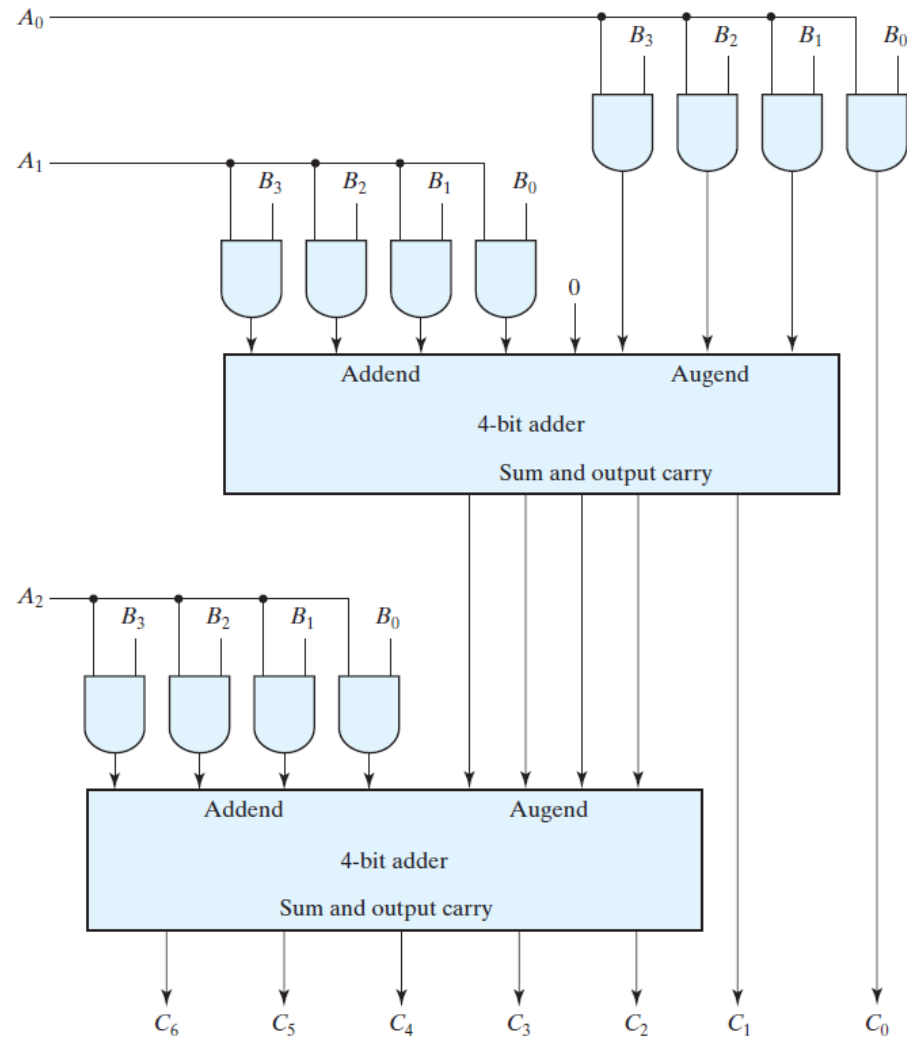 A0
B3 B2 B1 B0
A1
B3 B2 B1 B0
0
Addend Augend
4-bit adder
Sum and output carry
A2
B3 B2 B1 B0
Addend Augend
4-bit adder
Sum and output carry
C6 C5 C4 C3 C2 C1 C0